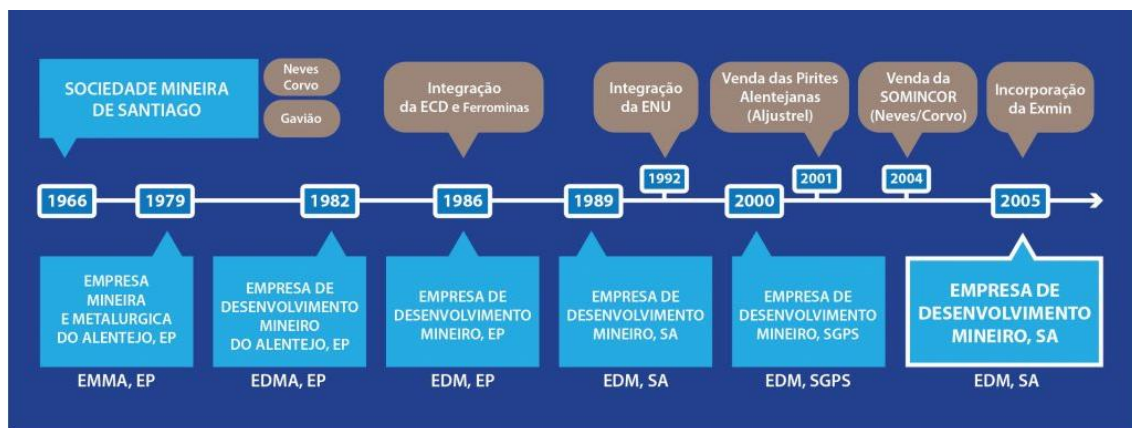 SOCIEDADE MINEIRA
DE SANTIAGO
Neves
Corvo
Gavião
Integração
da ECD e Ferrominas
Integração
da ENU
Venda das Pirites
Alentejanas
(Aljustrel)
Venda da
SOMINCOR
(Neves/Corvo)
Incorporação
da Exmin
1966
1979
1982
1986
1989
1992
2000
2001
2004
2005
EMPRESA
MINEIRA
E METALURGICA
DO ALENTEJO, EP
EMMA, EP
EMPRESA DE
DESENVOLVIMENTO
MINEIRO
DO ALENTEJO, EP
EDMA, EP
EMPRESA DE
DESENVOLVIMENTO
MINEIRO, EP
EDM, EP
EMPRESA DE
DESENVOLVIMENTO
MINEIRO, SA
EDM, SA
EMPRESA DE
DESENVOLVIMENTO
MINEIRO, SGPS
EDM, SGPS
EMPRESA DE
DESENVOLVIMENTO
MINEIRO, SA
EDM, SA